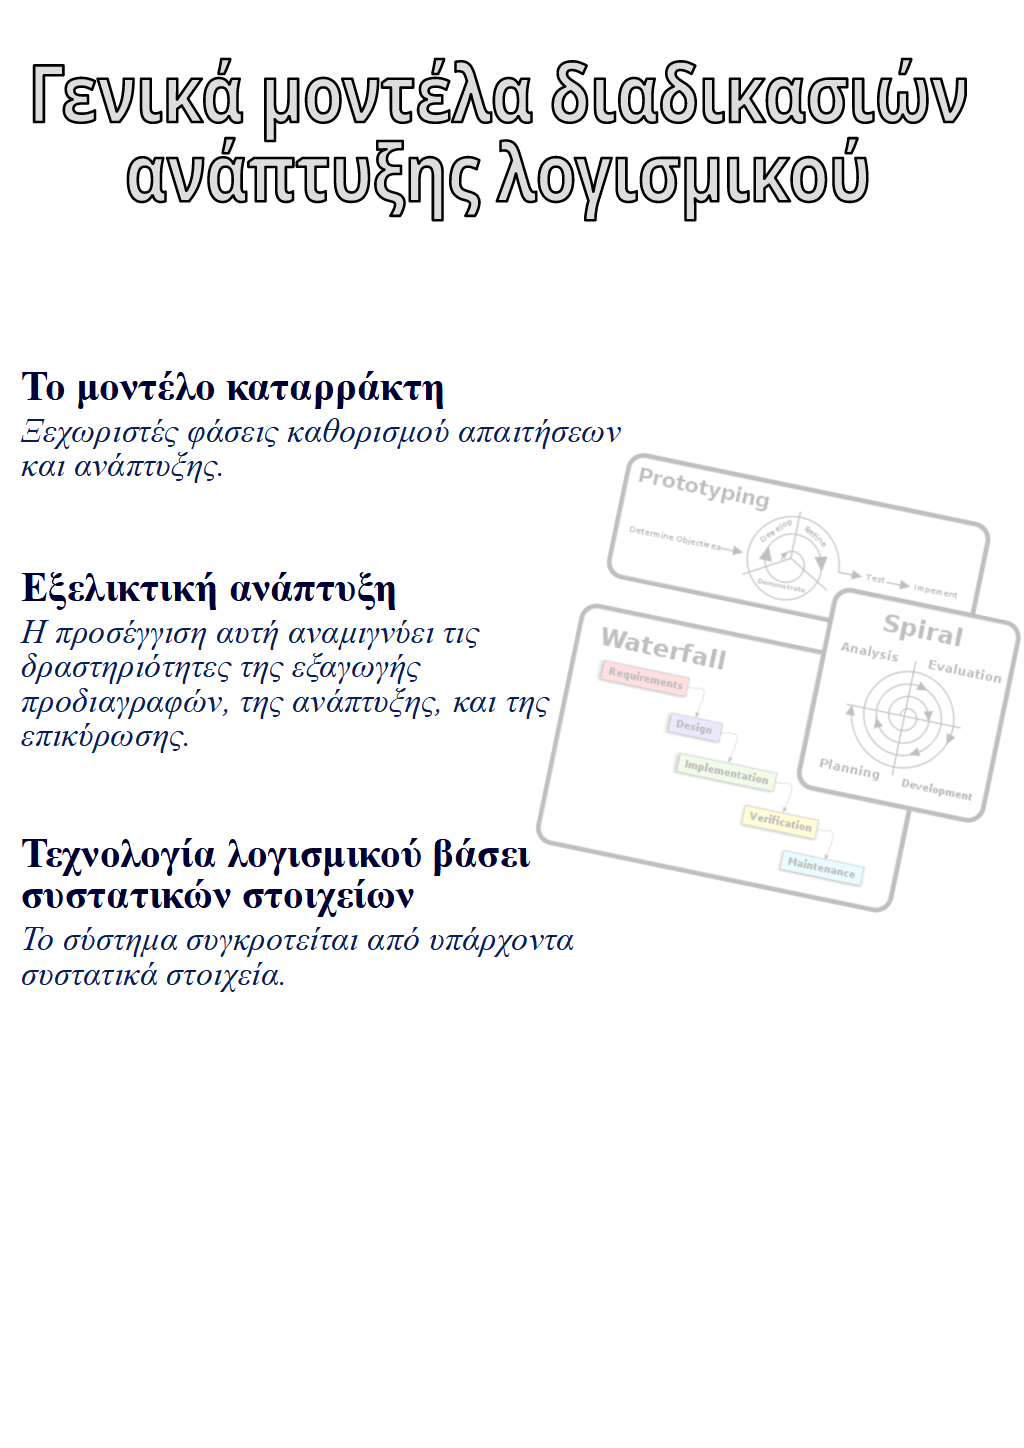 Γενικά μοντέλα διαδικασιών
ανάπτυξης λογισμικού
Το μοντέλο καταρράκτη
Ξεχωριστές φάσεις καθορισμού απαιτήσεων
και ανάπτυξης.
Εξελικτική ανάπτυξη
Η προσέγγιση αυτή αναμιγνύει τις
δραστηριότητες της εξαγωγής
προδιαγραφών, της ανάπτυξης, και της
επικύρωσης.
Τεχνολογία λογισμικού βάσει
συστατικών στοιχείων
Το σύστημα συγκροτείται από υπάρχοντα
συστατικά στοιχεία.
Prototyping
Determine Objectives
Develop
Refine
Demonstrate
Test
Impement
Waterfall
Requirements
Design
Implementation
Verification
Maintenance
Spiral
Analysis
Evaluation
Planning
Development